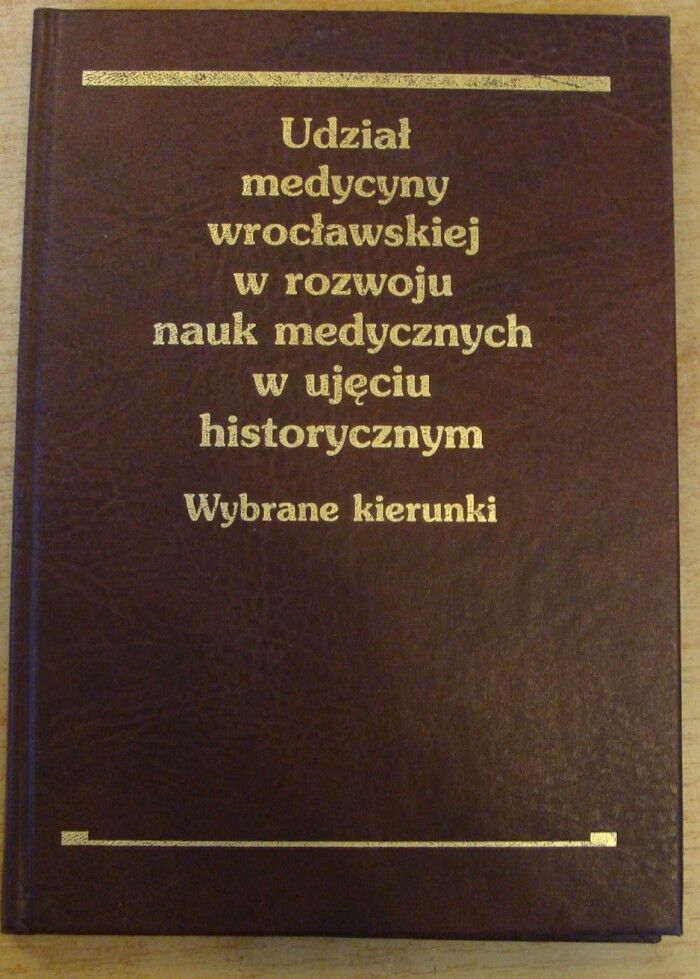 Udział
medycyny
wrocławskiej
w rozwoju
nauk medycznych
w ujęciu
historycznym
Wybrane kierunki